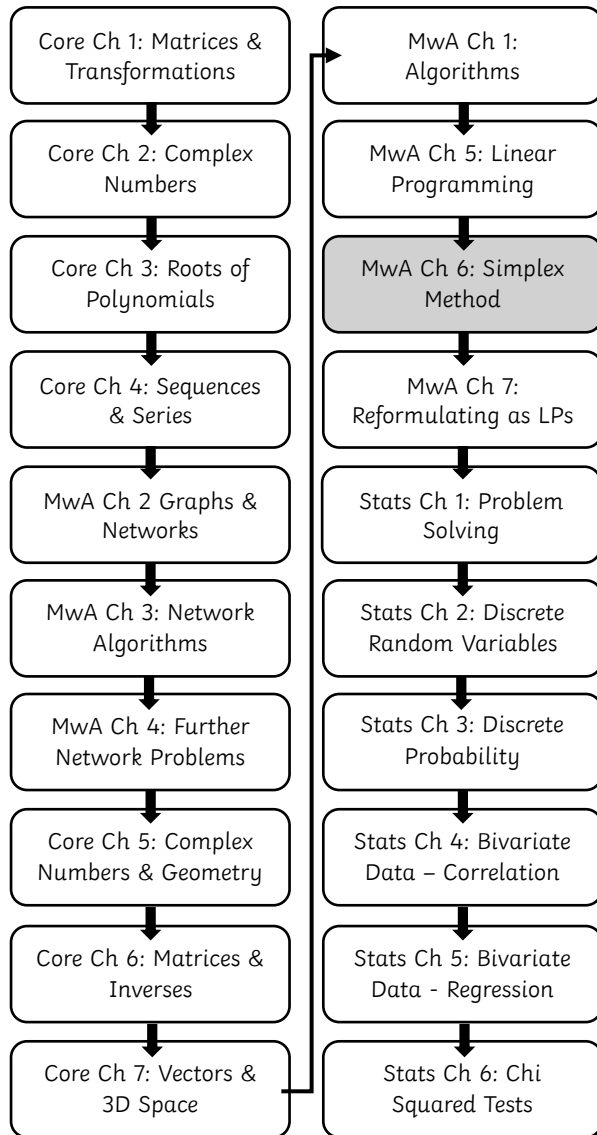 Core Ch 1: Matrices &
Transformations
Core Ch 2: Complex
Numbers
Core Ch 3: Roots of
Polynomials
Core Ch 4: Sequences
& Series
MwA Ch 2 Graphs &
Networks
MwA Ch 3: Network
Algorithms
MwA Ch 4: Further
Network Problems
Core Ch 5: Complex
Numbers & Geometry
Core Ch 6: Matrices &
Inverses
Core Ch 7: Vectors &
3D Space
MwA Ch 1:
Algorithms
MwA Ch 5: Linear
Programming
MwA Ch 6: Simplex
Method
MwA Ch 7:
Reformulating as LPs
Stats Ch 1: Problem
Solving
Stats Ch 2: Discrete
Random Variables
Stats Ch 3: Discrete
Probability
Stats Ch 4: Bivariate
Data – Correlation
Stats Ch 5: Bivariate
Data - Regression
Stats Ch 6: Chi
Squared Tests